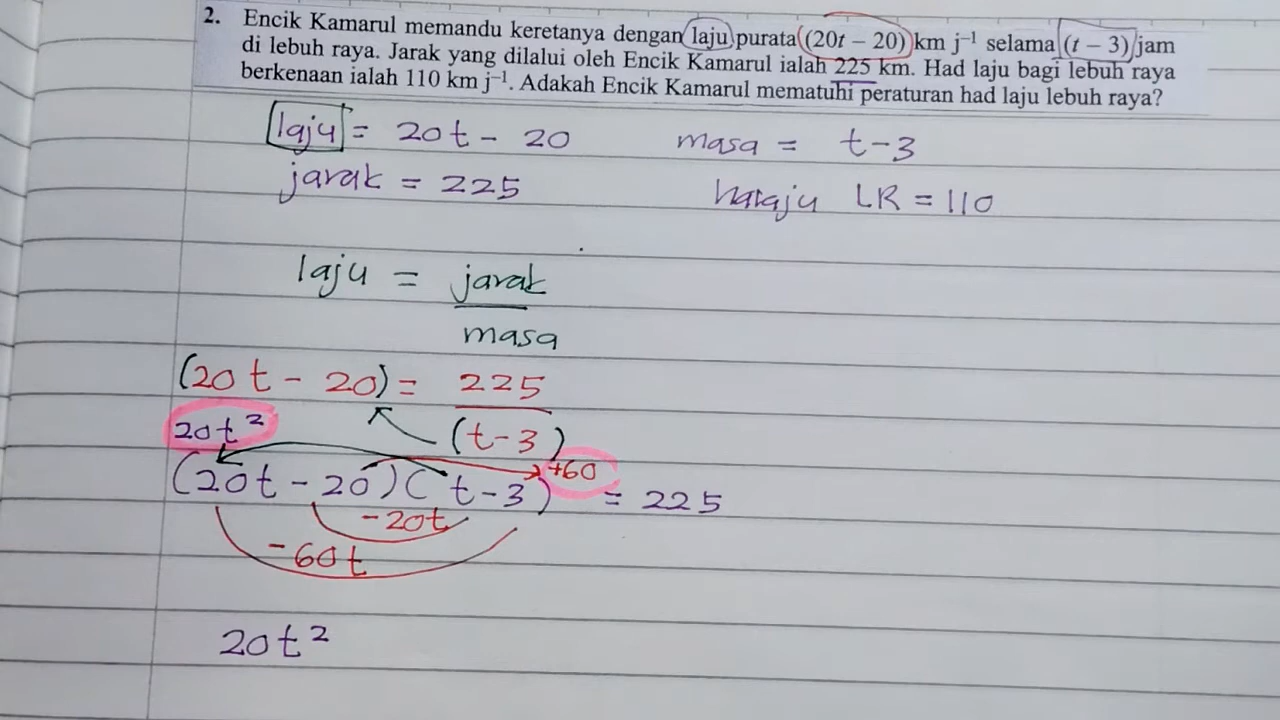 2. Encik Kamarul memandu keretanya dengan laju purata (20t – 20) km j⁻¹ selama (t – 3) jam
di lebuh raya. Jarak yang dilalui oleh Encik Kamarul ialah 225 km. Had laju bagi lebuh raya
berkenaan ialah 110 km j⁻¹. Adakah Encik Kamarul mematuhi peraturan had laju lebuh raya?
laju = 20t - 20 masa = t-3
jarak = 225 LR = 110
laju = jarak
masa
(20t - 20) = 225
(t-3)
20t²
+60
(20t - 20)(t-3) = 225
-20t
-60t
20t²